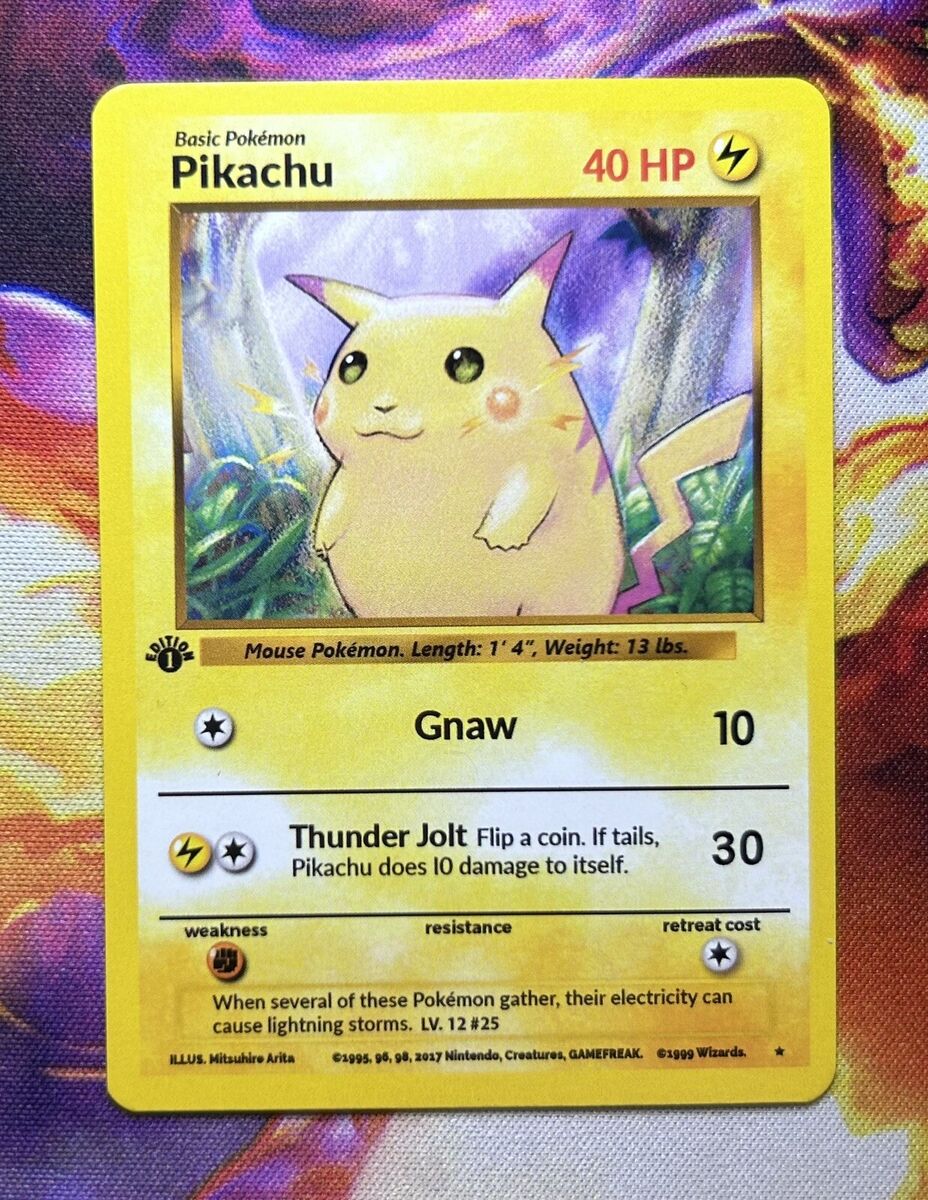 Basic Pokémon
Pikachu
40 HP
EDITION
1
Mouse Pokémon. Length: 1' 4", Weight: 13 lbs.
Gnaw 10
Thunder Jolt Flip a coin. If tails,
Pikachu does I0 damage to itself.
30
weakness resistance retreat cost
When several of these Pokémon gather, their electricity can
cause lightning storms. LV. 12 #25
ILLUS. Mitsuhiro Arita ©1995, 96, 98, 2017 Nintendo, Creatures, GAMEFREAK. ©1999 Wizards. ★